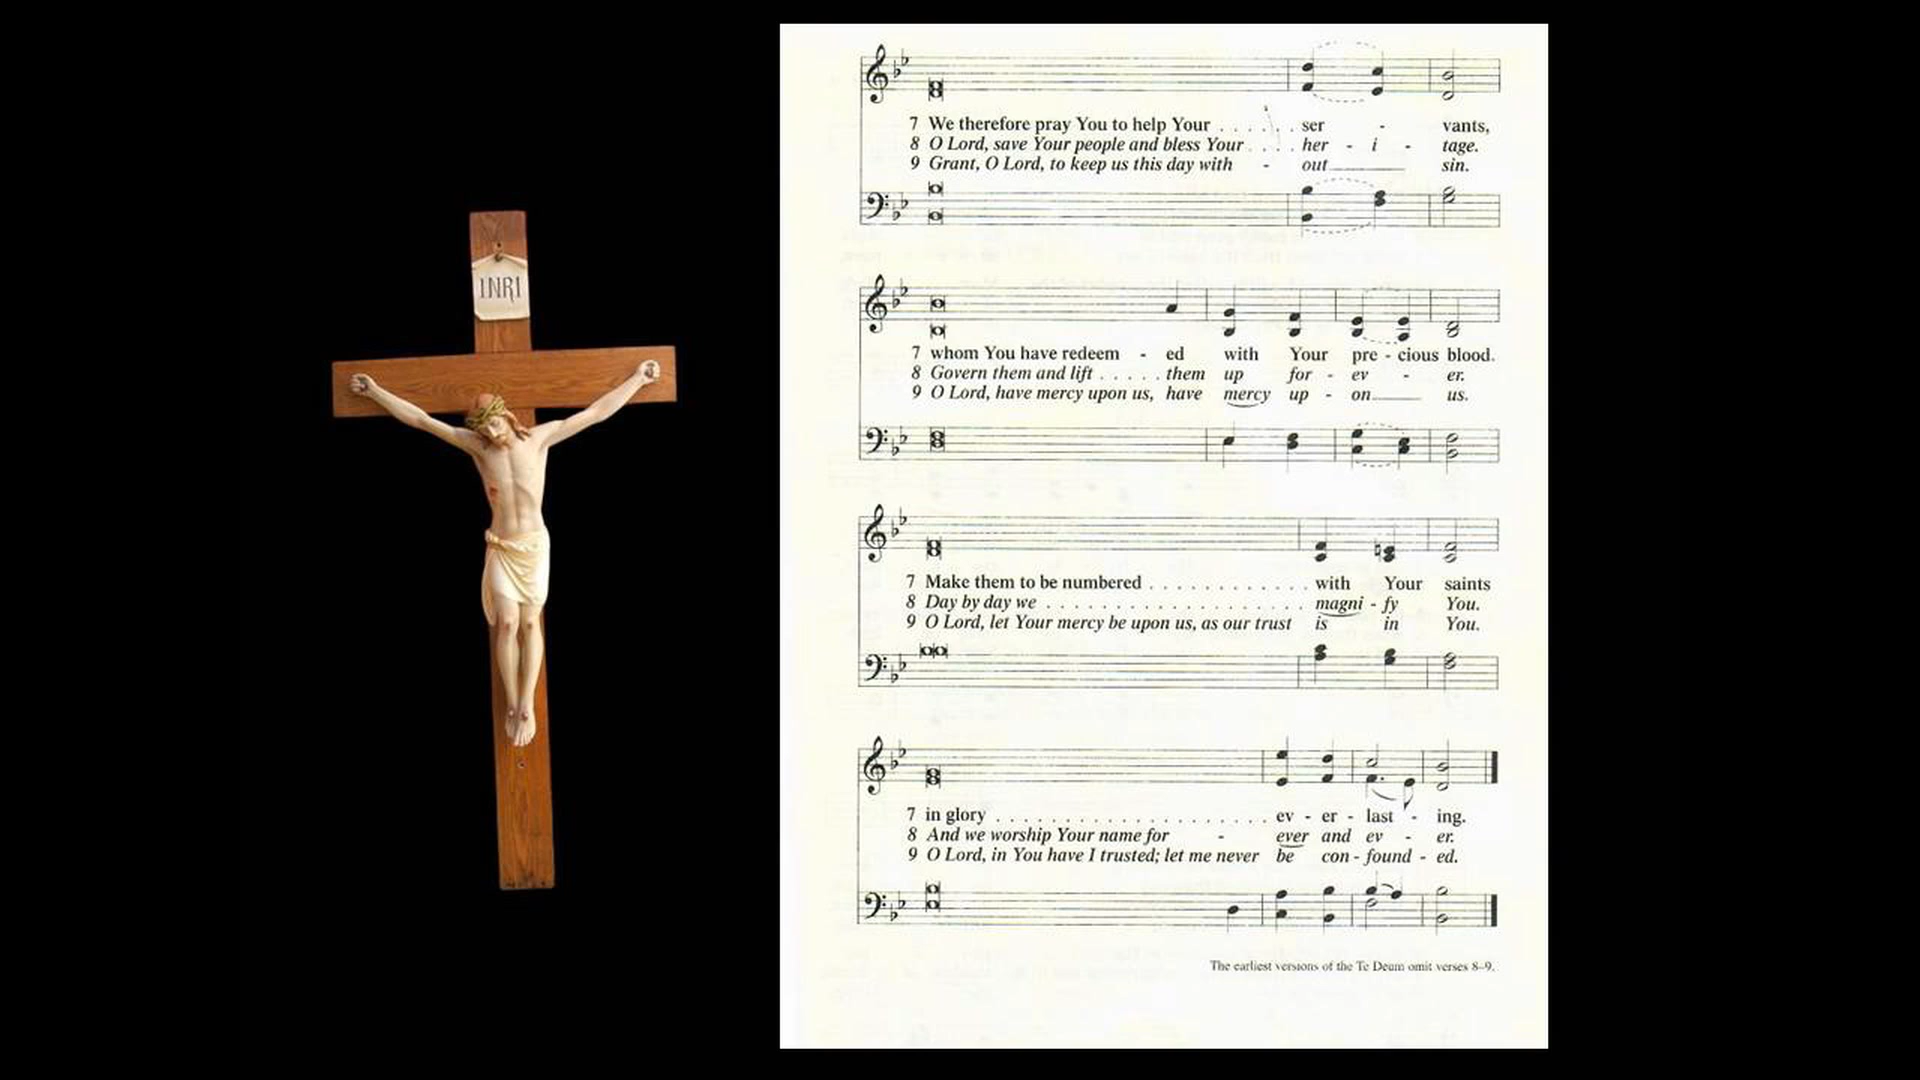 INRI
7 We therefore pray You to help Your . . . . . . ser - vants,
8 O Lord, save Your people and bless Your . . . . her - i - tage.
9 Grant, O Lord, to keep us this day with - out______ sin.
7 whom You have redeem - ed with Your pre - cious blood.
8 Govern them and lift . . . . . them up for - ev - er.
9 O Lord, have mercy upon us, have mercy up - on______ us.
7 Make them to be numbered . . . . . . . . . . . . with Your saints
8 Day by day we . . . . . . . . . . . . . . . . . . . magni - fy You.
9 O Lord, let Your mercy be upon us, as our trust is in You.
7 in glory . . . . . . . . . . . . . . . . . . . . ev - er - last - ing.
8 And we worship Your name for - ever and ev - er.
9 O Lord, in You have I trusted; let me never be con - found - ed.
The earliest versions of the Te Deum omit verses 8–9.